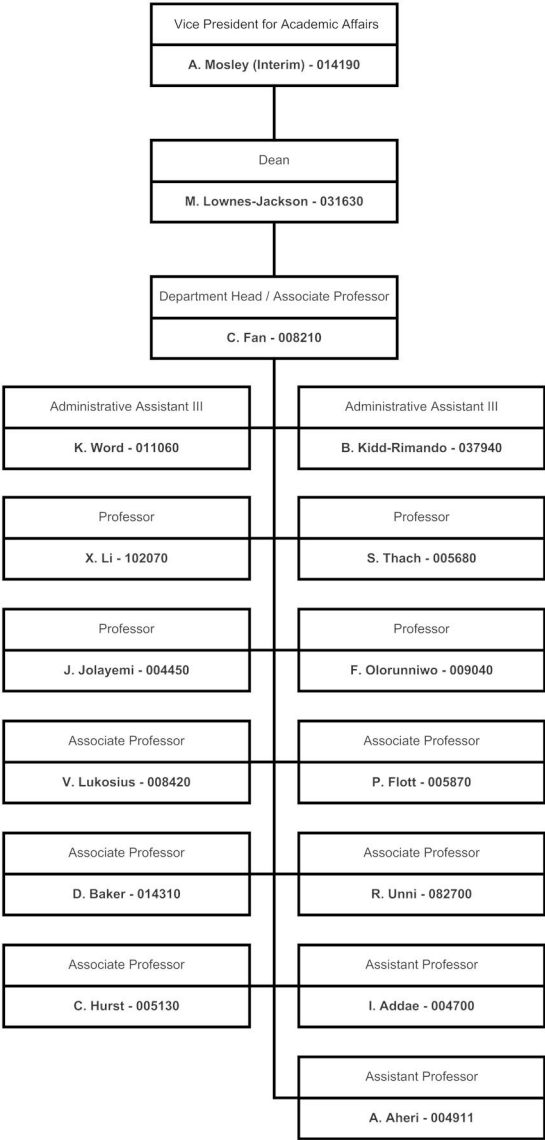 Vice President for Academic Affairs
A. Mosley (Interim) - 014190
Dean
M. Lownes-Jackson - 031630
Department Head / Associate Professor
C. Fan - 008210
Administrative Assistant III
K. Word - 011060
Administrative Assistant III
B. Kidd-Rimando - 037940
Professor
X. Li - 102070
Professor
S. Thach - 005680
Professor
J. Jolayemi - 004450
Professor
F. Olorunniwo - 009040
Associate Professor
V. Lukosius - 008420
Associate Professor
P. Flott - 005870
Associate Professor
D. Baker - 014310
Associate Professor
R. Unni - 082700
Associate Professor
C. Hurst - 005130
Assistant Professor
I. Addae - 004700
Assistant Professor
A. Aheri - 004911